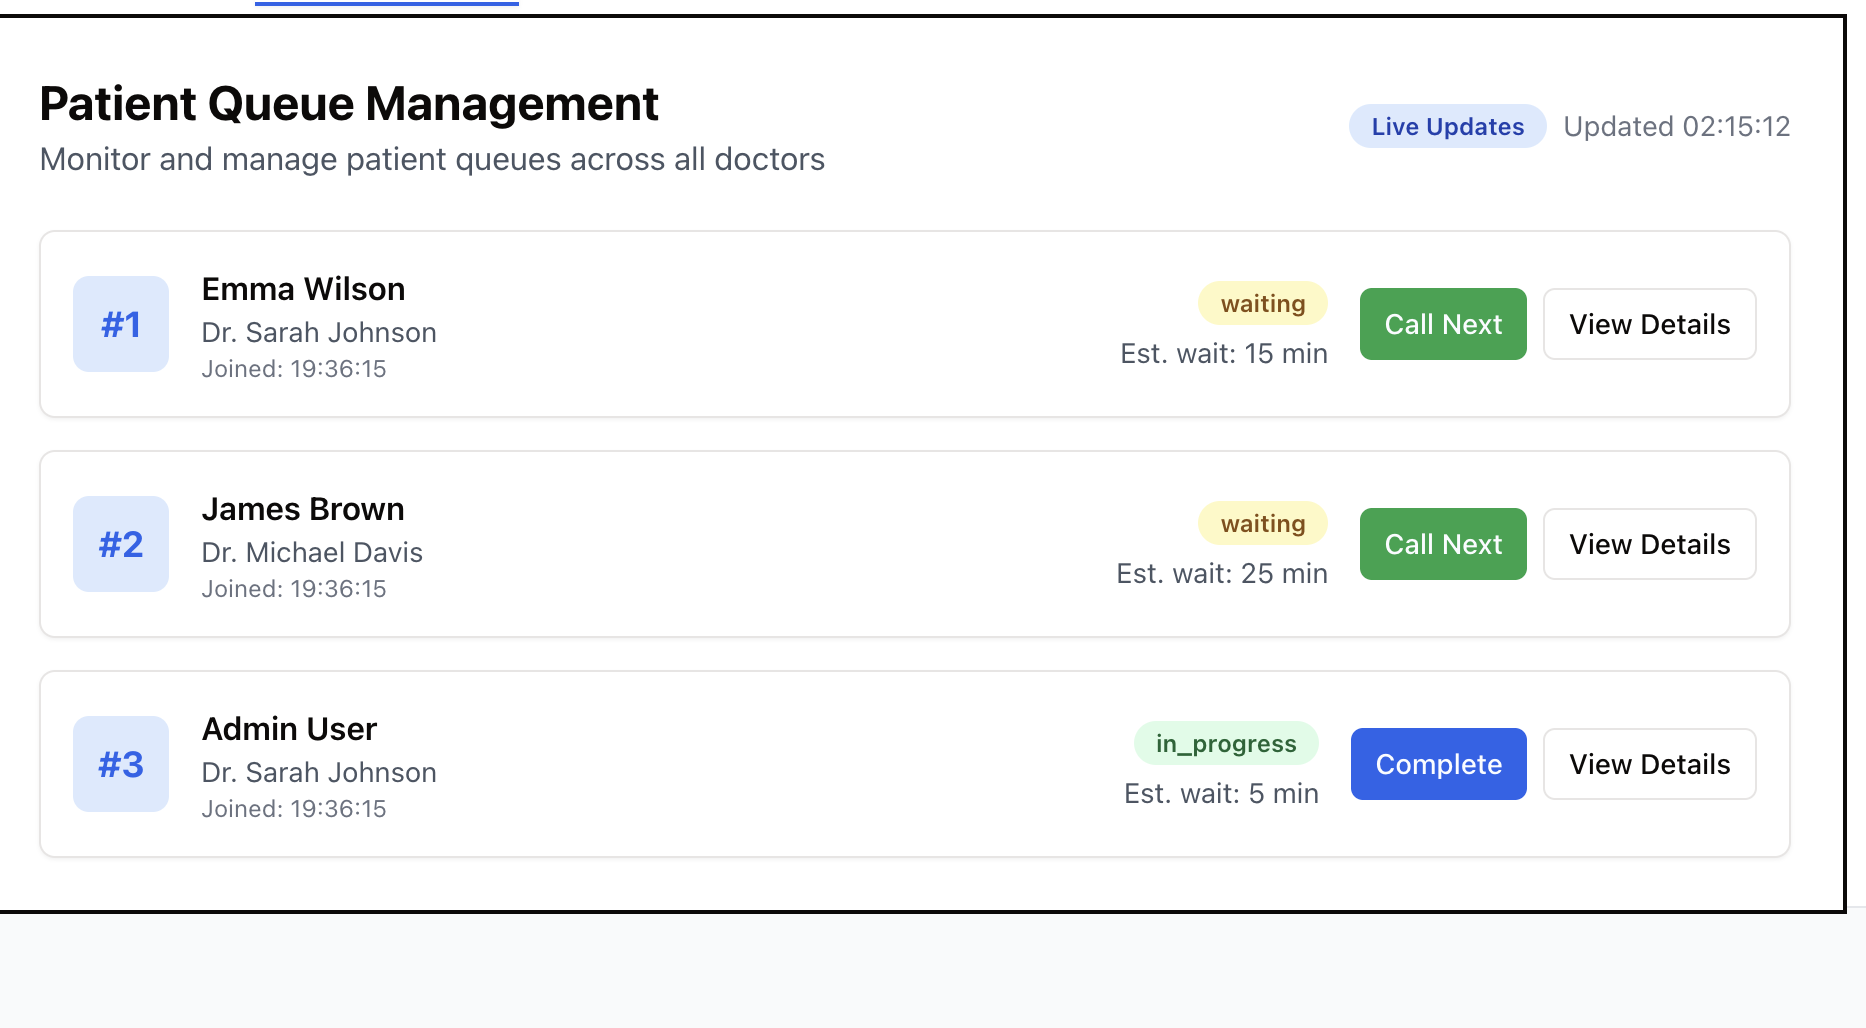 Patient Queue Management
Monitor and manage patient queues across all doctors
Live Updates
Updated 02:15:12
#1
Emma Wilson
Dr. Sarah Johnson
Joined: 19:36:15
waiting
Est. wait: 15 min
Call Next
View Details
#2
James Brown
Dr. Michael Davis
Joined: 19:36:15
waiting
Est. wait: 25 min
Call Next
View Details
#3
Admin User
Dr. Sarah Johnson
Joined: 19:36:15
in_progress
Est. wait: 5 min
Complete
View Details